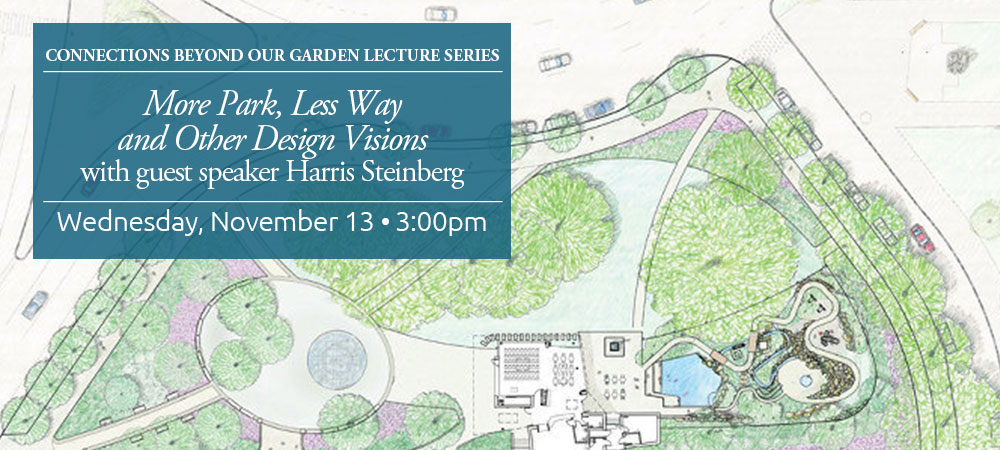 CONNECTIONS BEYOND OUR GARDEN LECTURE SERIES
More Park, Less Way
and Other Design Visions
with guest speaker Harris Steinberg
Wednesday, November 13 • 3:00pm